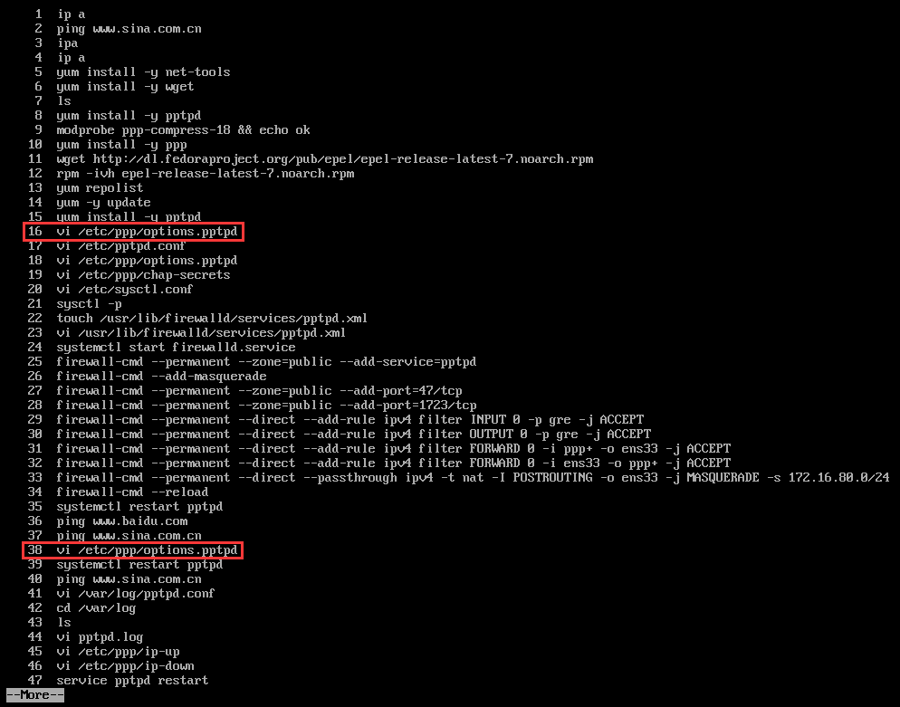 1 ip a
2 ping www.sina.com.cn
3 ipa
4 ip a
5 yum install -y net-tools
6 yum install -y wget
7 ls
8 yum install -y pptpd
9 modprobe ppp-compress-18 && echo ok
10 yum install -y ppp
11 wget http://dl.fedoraproject.org/pub/epel/epel-release-latest-7.noarch.rpm
12 rpm -ivh epel-release-latest-7.noarch.rpm
13 yum repolist
14 yum -y update
15 yum install -y pptpd
16 vi /etc/ppp/options.pptpd
17 vi /etc/pptpd.conf
18 vi /etc/ppp/options.pptpd
19 vi /etc/ppp/chap-secrets
20 vi /etc/sysctl.conf
21 sysctl -p
22 touch /usr/lib/firewalld/services/pptpd.xml
23 vi /usr/lib/firewalld/services/pptpd.xml
24 systemctl start firewalld.service
25 firewall-cmd --permanent --zone=public --add-service=pptpd
26 firewall-cmd --add-masquerade
27 firewall-cmd --permanent --zone=public --add-port=47/tcp
28 firewall-cmd --permanent --zone=public --add-port=1723/tcp
29 firewall-cmd --permanent --direct --add-rule ipv4 filter INPUT 0 -p gre -j ACCEPT
30 firewall-cmd --permanent --direct --add-rule ipv4 filter OUTPUT 0 -p gre -j ACCEPT
31 firewall-cmd --permanent --direct --add-rule ipv4 filter FORWARD 0 -i ppp+ -o ens33 -j ACCEPT
32 firewall-cmd --permanent --direct --add-rule ipv4 filter FORWARD 0 -i ens33 -o ppp+ -j ACCEPT
33 firewall-cmd --permanent --direct --passthrough ipv4 -t nat -I POSTROUTING -o ens33 -j MASQUERADE -s 172.16.80.0/24
34 firewall-cmd --reload
35 systemctl restart pptpd
36 ping www.baidu.com
37 ping www.sina.com.cn
38 vi /etc/ppp/options.pptpd
39 systemctl restart pptpd
40 ping www.sina.com.cn
41 vi /var/log/pptpd.conf
42 cd /var/log
43 ls
44 vi pptpd.log
45 vi /etc/ppp/ip-up
46 vi /etc/ppp/ip-down
47 service pptpd restart
--More--